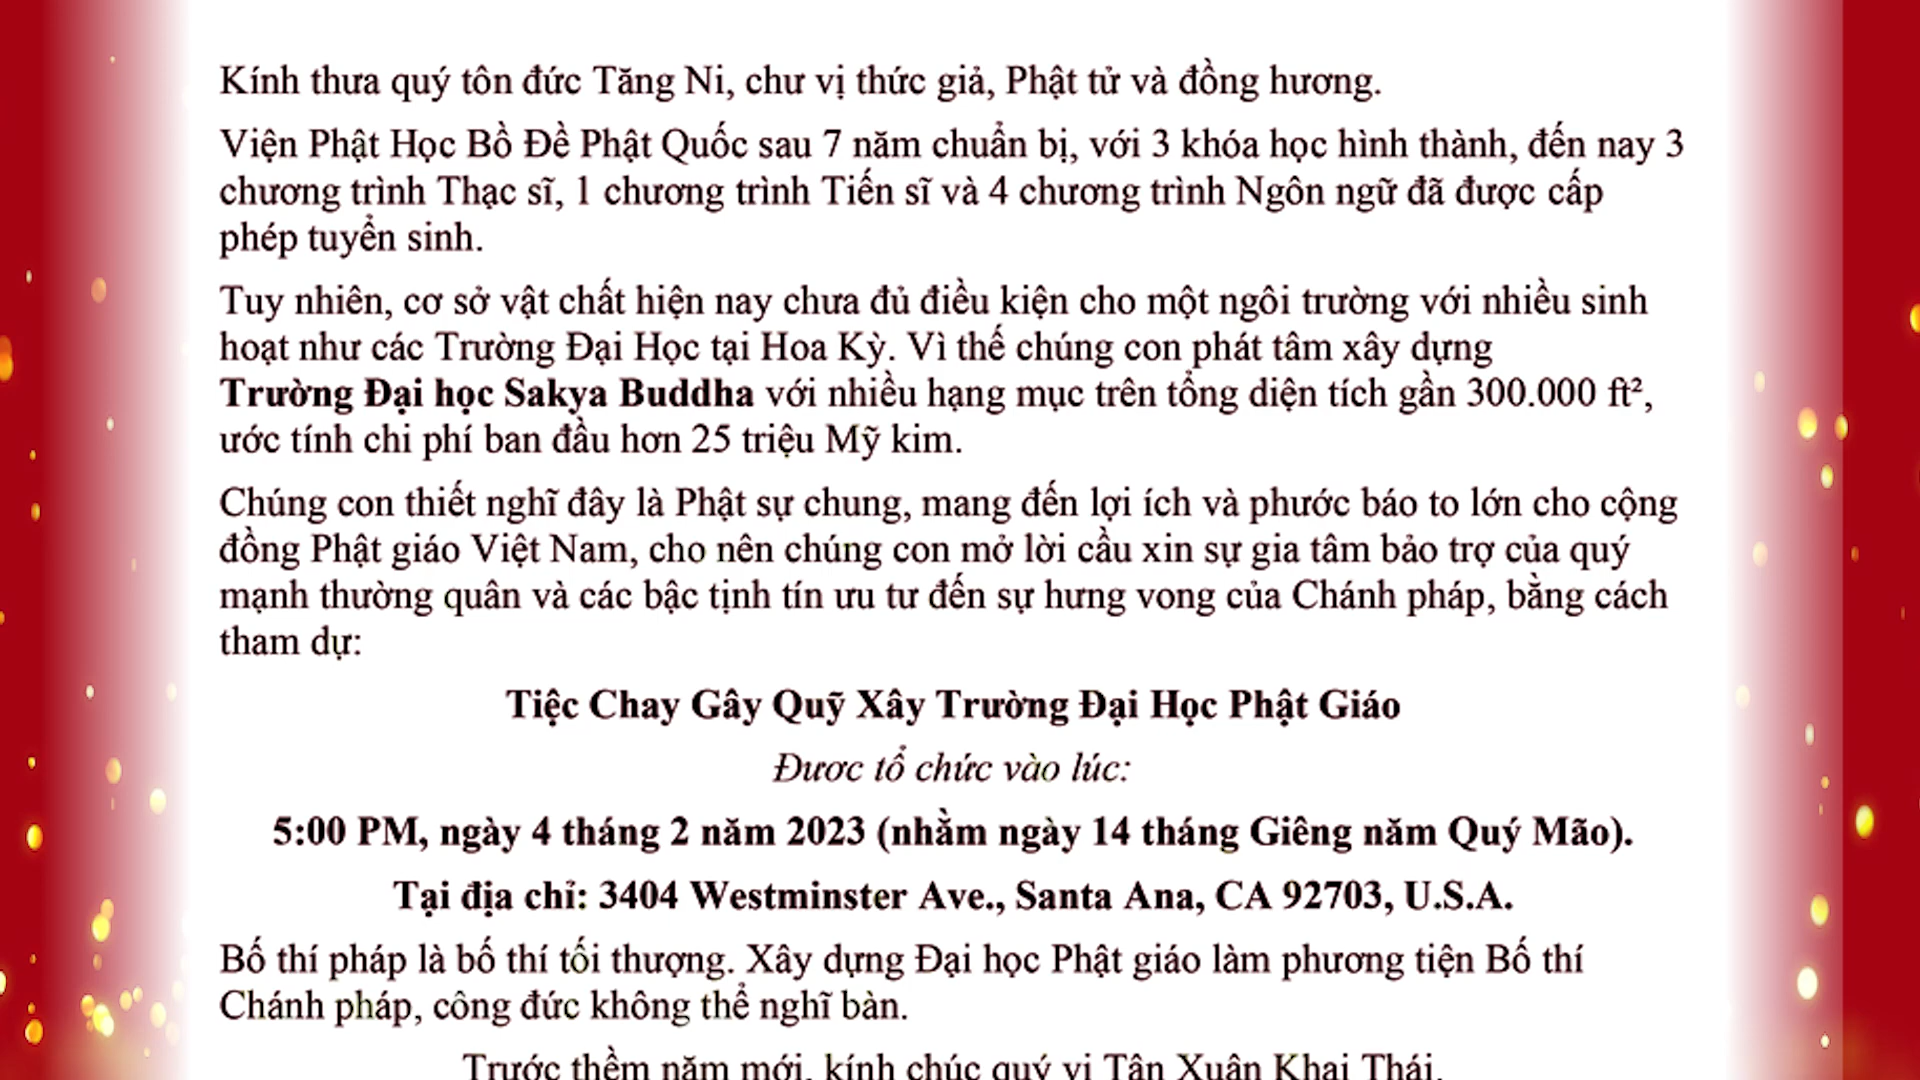 Kính thưa quý tôn đức Tăng Ni, chư vị thức giả, Phật tử và đồng hương.
Viện Phật Học Bồ Đề Phật Quốc sau 7 năm chuẩn bị, với 3 khóa học hình thành, đến nay 3
chương trình Thạc sĩ, 1 chương trình Tiến sĩ và 4 chương trình Ngôn ngữ đã được cấp
phép tuyển sinh.
Tuy nhiên, cơ sở vật chất hiện nay chưa đủ điều kiện cho một ngôi trường với nhiều sinh
hoạt như các Trường Đại Học tại Hoa Kỳ. Vì thế chúng con phát tâm xây dựng
Trường Đại học Sakya Buddha với nhiều hạng mục trên tổng diện tích gần 300.000 ft²,
ước tính chi phí ban đầu hơn 25 triệu Mỹ kim.
Chúng con thiết nghĩ đây là Phật sự chung, mang đến lợi ích và phước báo to lớn cho cộng
đồng Phật giáo Việt Nam, cho nên chúng con mở lời cầu xin sự gia tâm bảo trợ của quý
mạnh thường quân và các bậc tịnh tín ưu tư đến sự hưng vong của Chánh pháp, bằng cách
tham dự:
Tiệc Chay Gây Quỹ Xây Trường Đại Học Phật Giáo
Đươc tổ chức vào lúc:
5:00 PM, ngày 4 tháng 2 năm 2023 (nhằm ngày 14 tháng Giêng năm Quý Mão).
Tại địa chỉ: 3404 Westminster Ave., Santa Ana, CA 92703, U.S.A.
Bố thí pháp là bố thí tối thượng. Xây dựng Đại học Phật giáo làm phương tiện Bố thí
Chánh pháp, công đức không thể nghĩ bàn.
Trước thềm năm mới, kính chúc quý vị Tân Xuân Khai Thái.